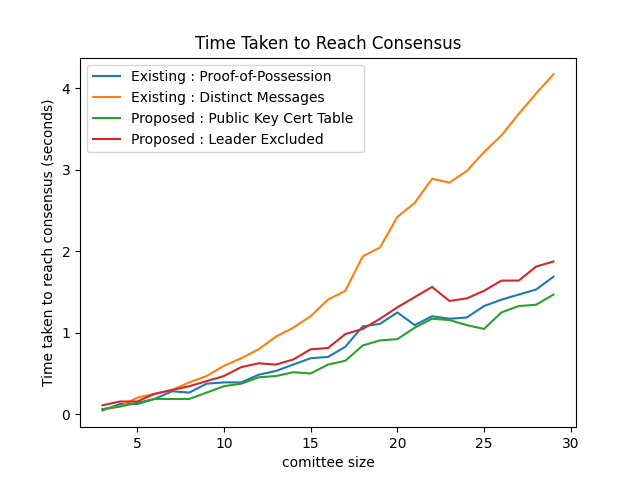 Time Taken to Reach Consensus
Existing : Proof-of-Possession
Existing : Distinct Messages
Proposed : Public Key Cert Table
Proposed : Leader Excluded
Time taken to reach consensus (seconds)
4
3
2
1
0
5
10
15
20
25
30
comittee size